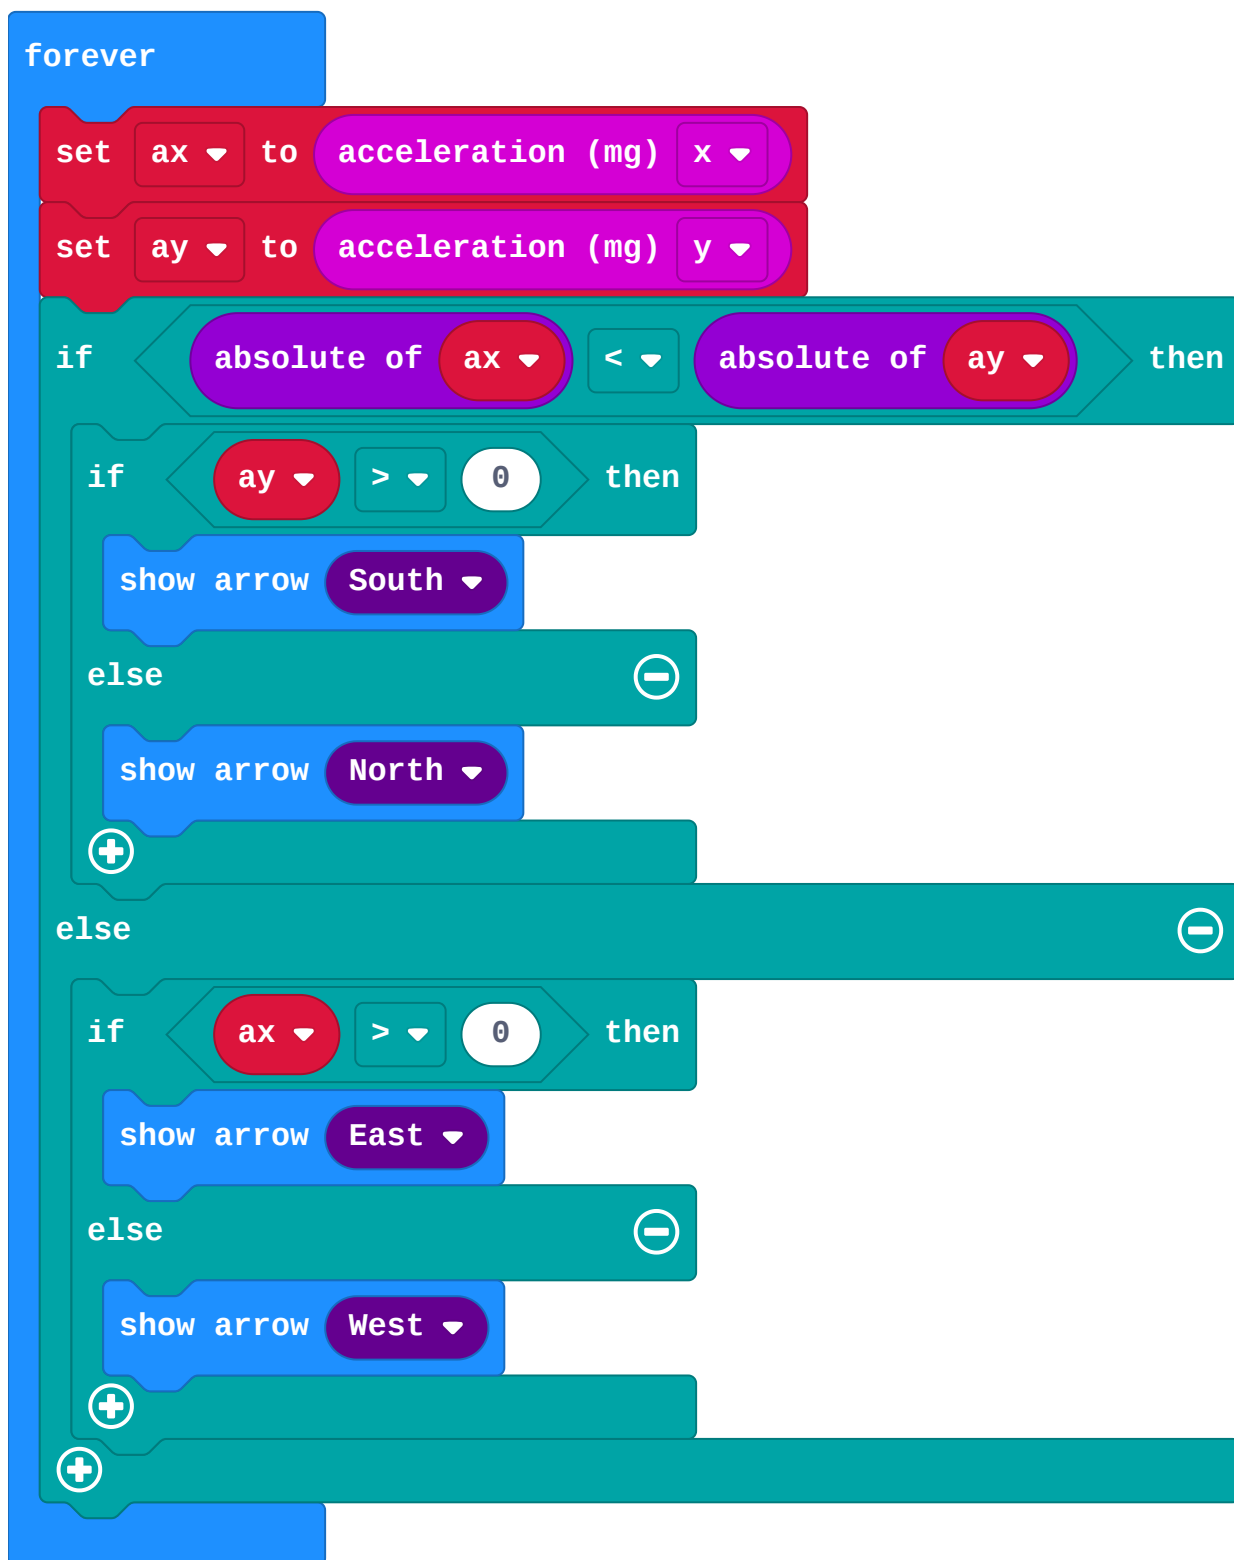 forever
set ax to acceleration (mg) x
set ay to acceleration (mg) y
if absolute of ax < absolute of ay then
if ay > 0 then
show arrow South
else
show arrow North
else
if ax > 0 then
show arrow East
else
show arrow West